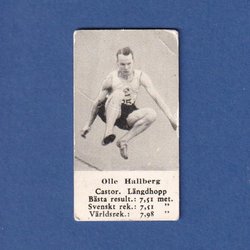 Olle Hallberg
Castor. Längdhopp
Bästa result.: 7,51 met.
Svenskt rek.: 7,51 "
Världsrek.: 7,98 "